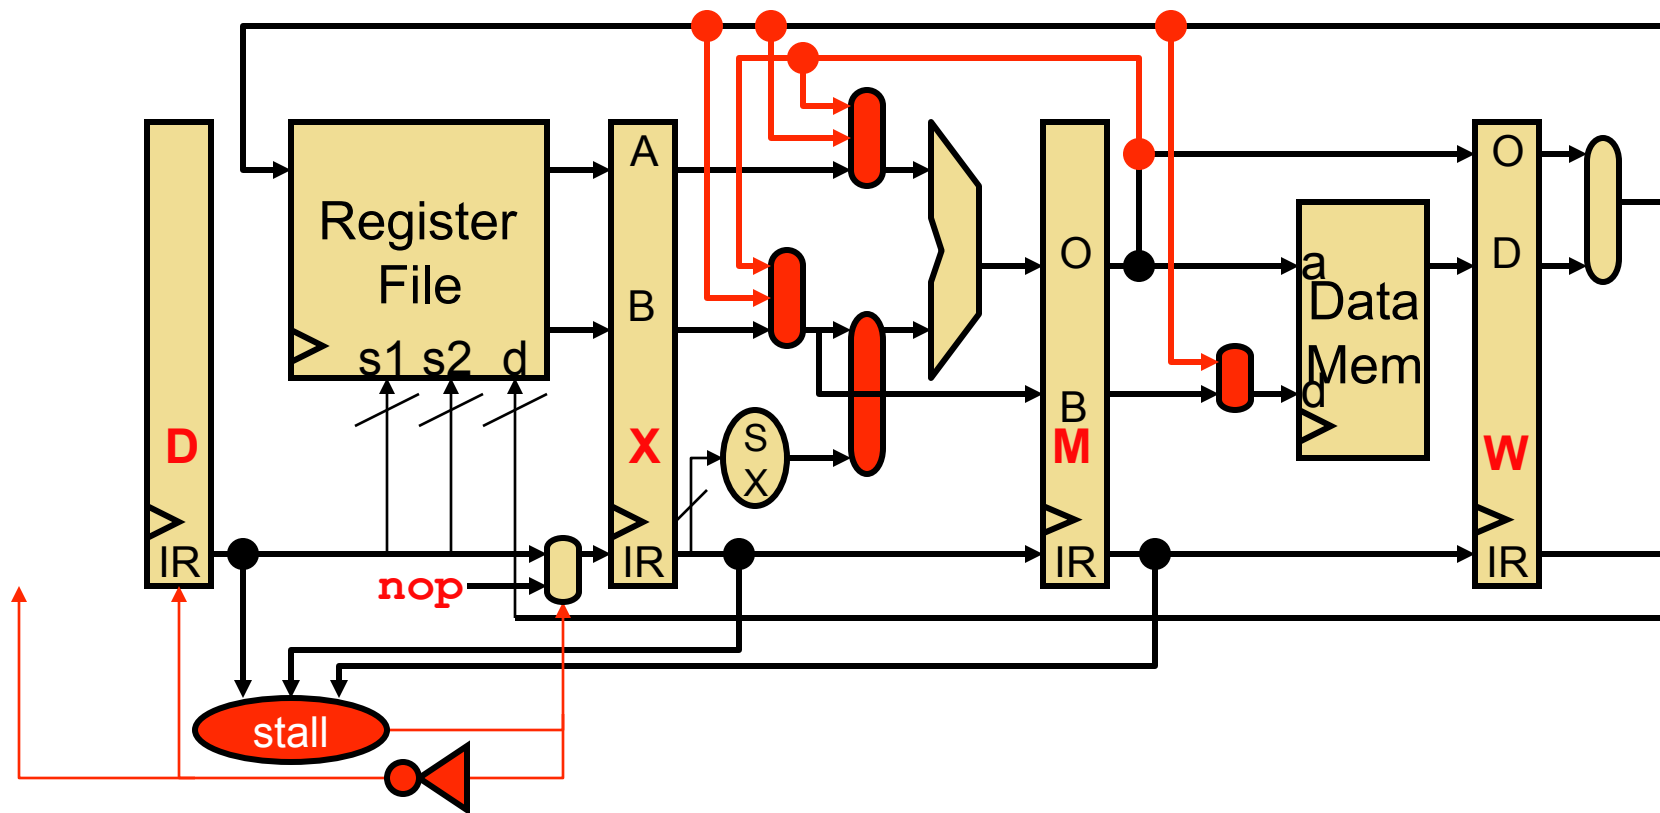 A
O
Register
File
O
D
a
B
Data
Mem
s1 s2 d
d
B
S
X
D
X
M
W
IR
IR
IR
IR
nop
stall